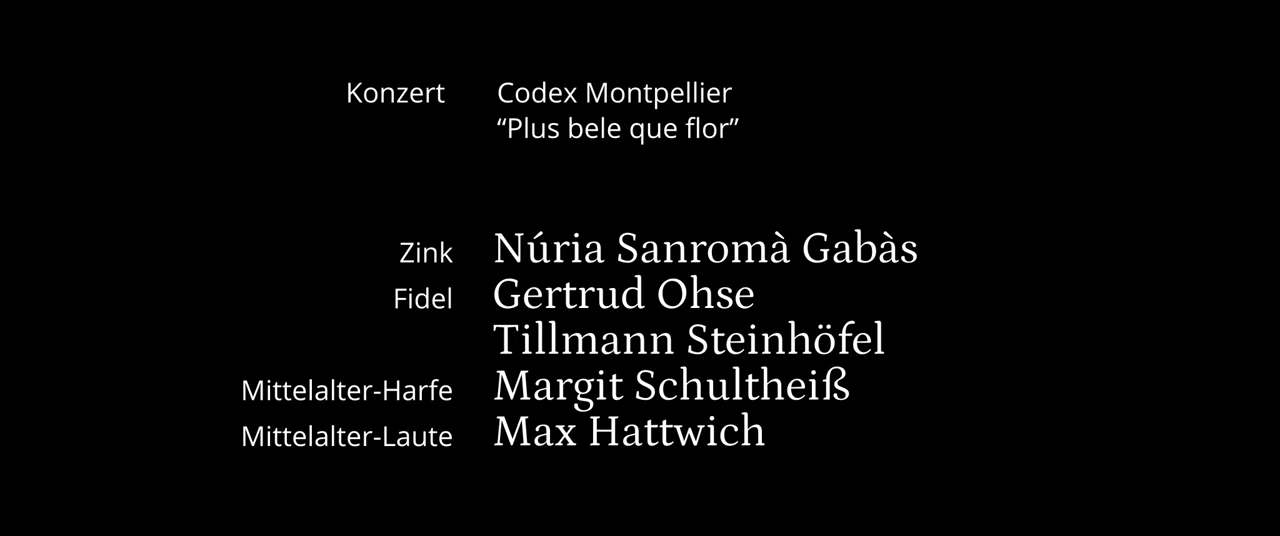 Konzert Codex Montpellier
“Plus bele que flor”
Zink Núria Sanromà Gabàs
Fidel Gertrud Ohse
Tillmann Steinhöfel
Mittelalter-Harfe Margit Schultheiß
Mittelalter-Laute Max Hattwich